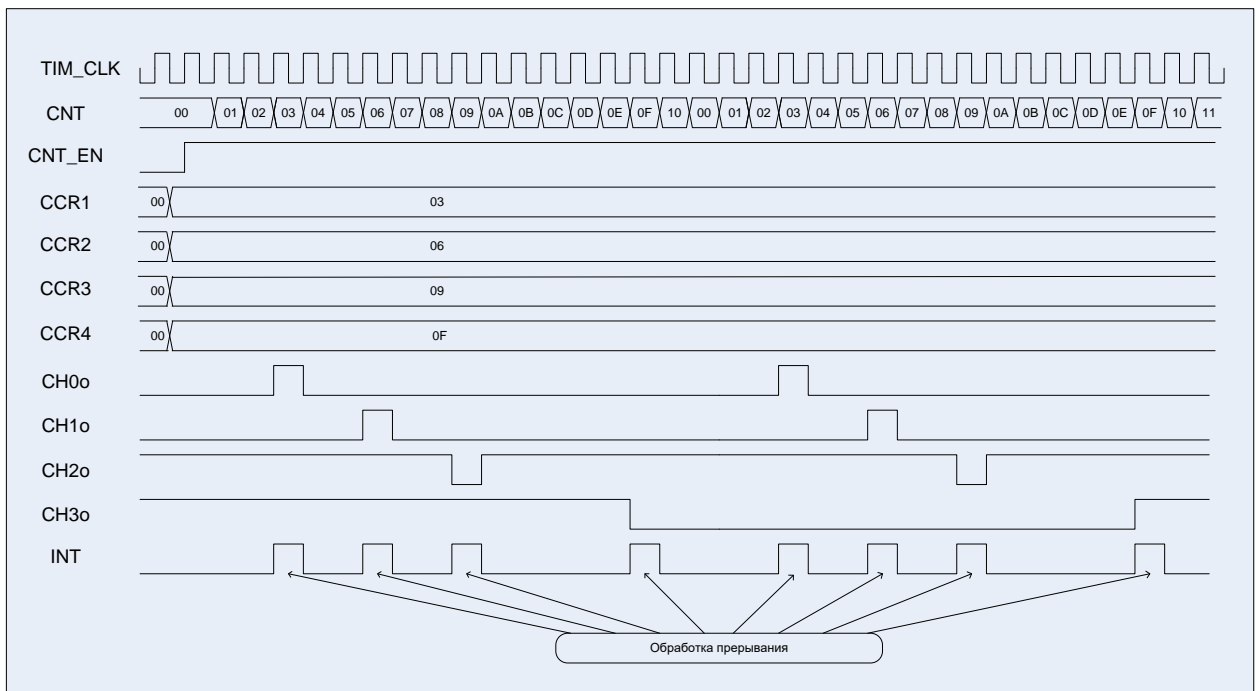 TIM_CLK
CNT 00 01 02 03 04 05 06 07 08 09 0A 0B 0C 0D 0E 0F 10 00 01 02 03 04 05 06 07 08 09 0A 0B 0C 0D 0E 0F 10 11
CNT_EN
CCR1 00 03
CCR2 00 06
CCR3 00 09
CCR4 00 0F
CH0o
CH1o
CH2o
CH3o
INT
Обработка прерывания